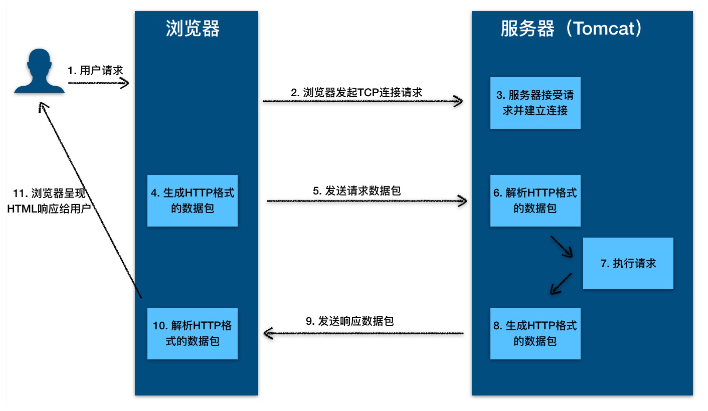 浏览器
服务器（Tomcat）
1. 用户请求
2. 浏览器发起TCP连接请求
3. 服务器接受请
求并建立连接
4. 生成HTTP格式
的数据包
5. 发送请求数据包
6. 解析HTTP格式
的数据包
7. 执行请求
8. 生成HTTP格式
的数据包
9. 发送响应数据包
10. 解析HTTP格
式的数据包
11. 浏览器呈现
HTML响应给用户